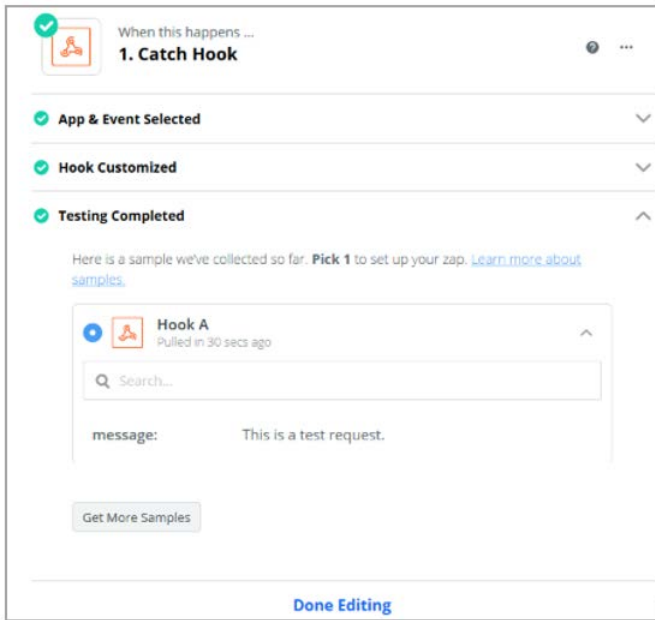 When this happens ...
1. Catch Hook
App & Event Selected
Hook Customized
Testing Completed
Here is a sample we've collected so far. Pick 1 to set up your zap. Learn more about
samples.
Hook A
Pulled in 30 secs ago
Search...
message: This is a test request.
Get More Samples
Done Editing